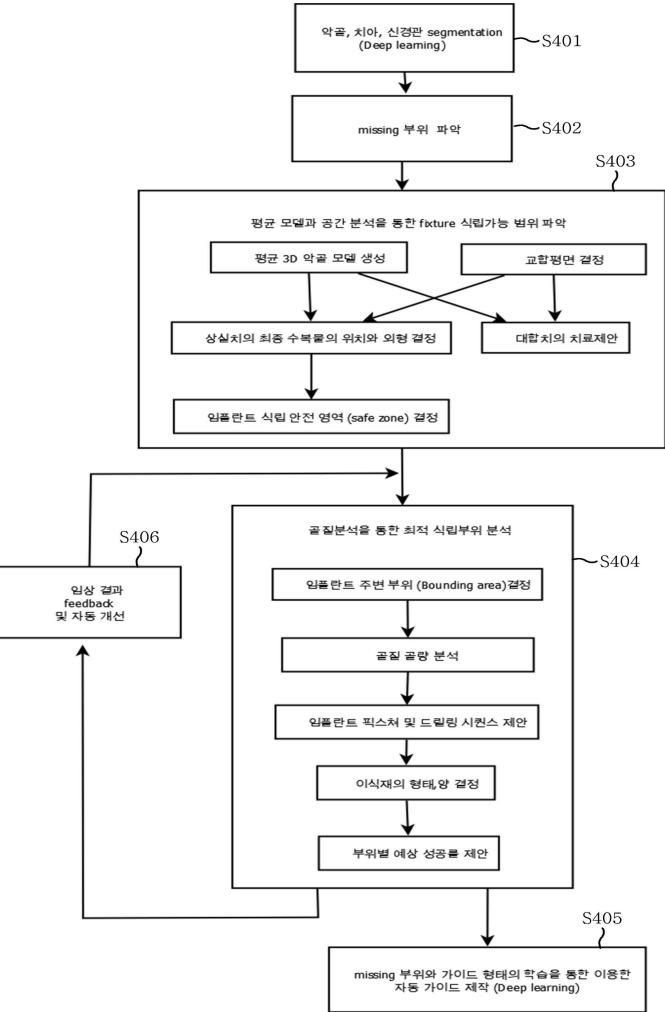 악골, 치아, 신경관 segmentation
(Deep learning)
S401
missing 부위 파악
S402
S403
평균 모델과 공간 분석을 통한 fixture 식립가능 범위 파악
평균 3D 악골 모델 생성
교합평면 결정
상실치의 최종 수복물의 위치와 외형 결정
대합치의 치료제안
임플란트 식립 안전 영역 (safe zone) 결정
골질분석을 통한 최적 식립부위 분석
S404
임플란트 주변 부위 (Bounding area)결정
골질 골량 분석
임플란트 픽스쳐 및 드릴링 시퀀스 제안
이식재의 형태,양 결정
부위별 예상 성공률 제안
S406
임상 결과
feedback
및 자동 개선
S405
missing 부위와 가이드 형태의 학습을 통한 이용한
자동 가이드 제작 (Deep learning)